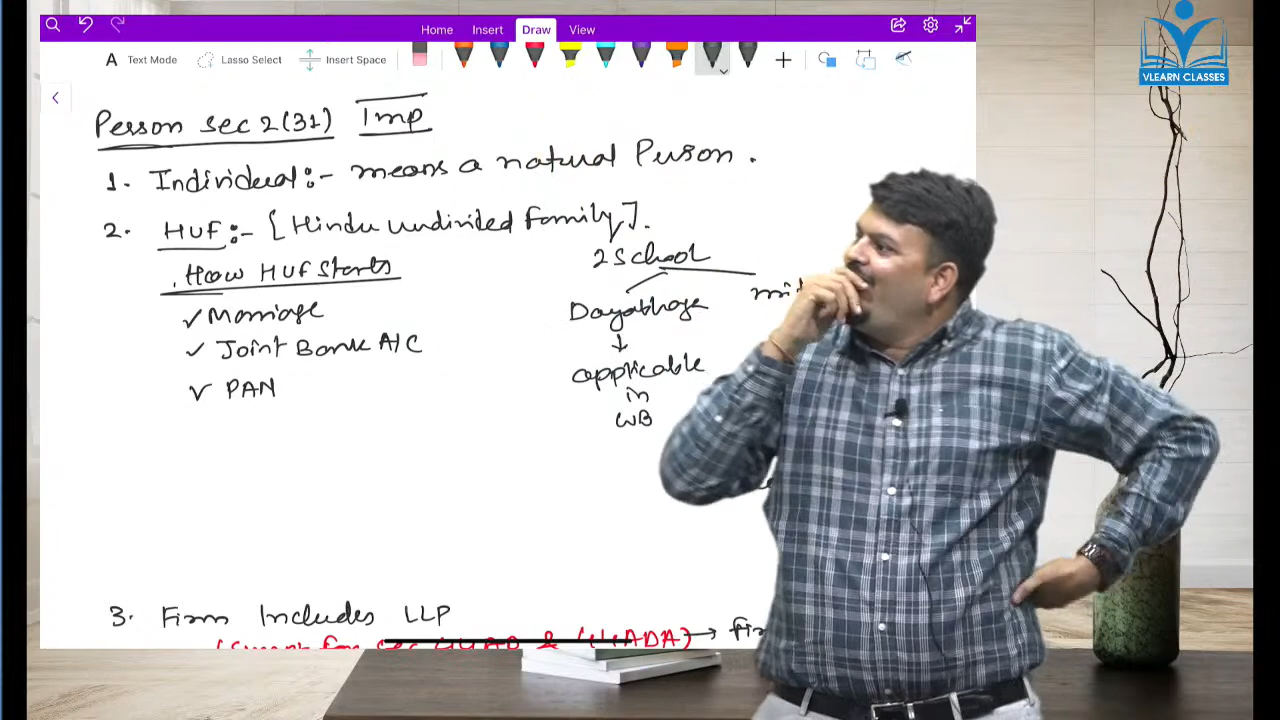 Home Insert Draw View
VLEARN CLASSES
A Text Mode Lasso Select Insert Space
Person sec 2(31) Imp
1. Individual:- means a natural Person.
2. HUF:- [Hindu undivided Family].
How HUF Starts
2 School
✓ Marriage
Dayabhaga mit
✓ Joint Bank A/C
applicable
✓ PAN
in
WB
3. Firm Includes LLP
→ fir